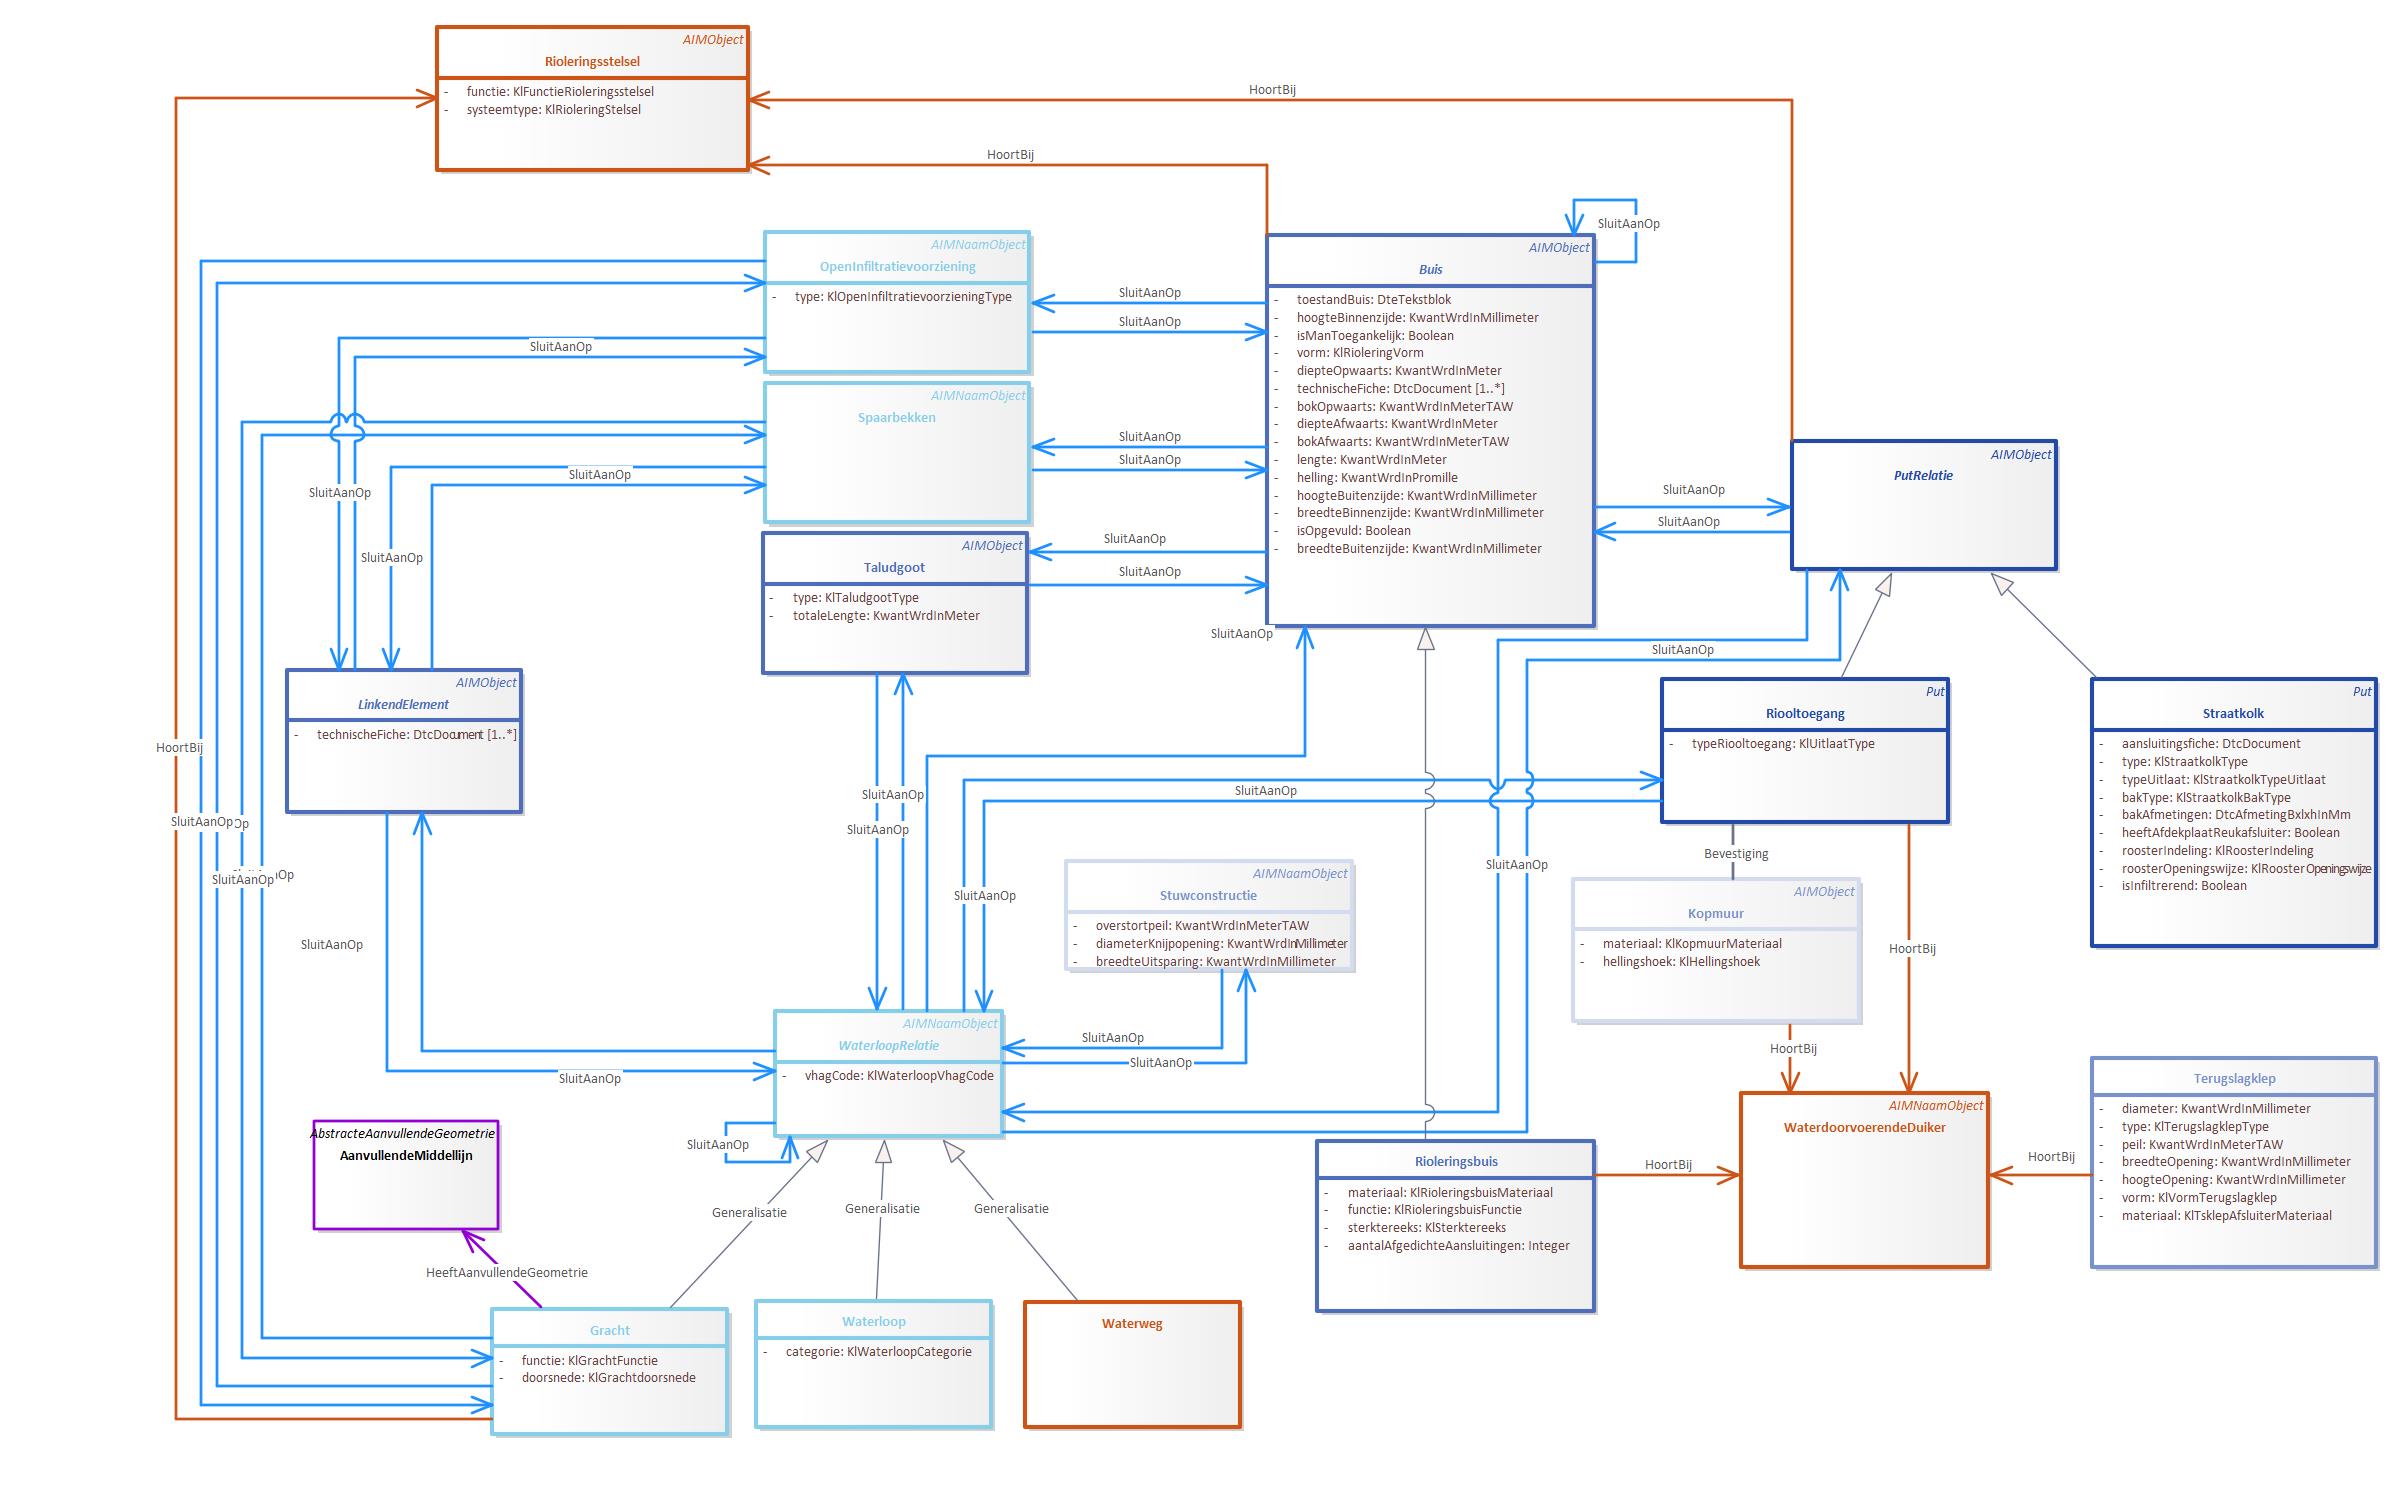 AIMObject
Rioleringsstelsel
- functie: KlFunctieRioleringsstelsel
- systeemtype: KlRioleringStelsel
HoortBij
HoortBij
AIMNaamObject
OpenInfiltratievoorziening
- type: KlOpenInfiltratievoorzieningType
SluitAanOp
SluitAanOp
SluitAanOp
SluitAanOp
AIMObject
Buis
- toestandBuis: DteTekstblok
- hoogteBinnenzijde: KwantWrdInMillimeter
- isManToegankelijk: Boolean
- vorm: KlRioleringVorm
- diepteOpwaarts: KwantWrdInMeter
- technischeFiche: DtcDocument [1..*]
- bokOpwaarts: KwantWrdInMeterTAW
- diepteAfwaarts: KwantWrdInMeter
- bokAfwaarts: KwantWrdInMeterTAW
- lengte: KwantWrdInMeter
- helling: KwantWrdInPromille
- hoogteBuitenzijde: KwantWrdInMillimeter
- breedteBinnenzijde: KwantWrdInMillimeter
- isOpgevuld: Boolean
- breedteBuitenzijde: KwantWrdInMillimeter
AIMNaamObject
Spaarbekken
SluitAanOp
SluitAanOp
SluitAanOp
SluitAanOp
SluitAanOp
AIMObject
PutRelatie
SluitAanOp
SluitAanOp
AIMObject
Taludgoot
- type: KlTaludgootType
- totaleLengte: KwantWrdInMeter
SluitAanOp
SluitAanOp
SluitAanOp
SluitAanOp
AIMObject
LinkendElement
- technischeFiche: DtcDocument [1..*]
Put
Riooltoegang
- typeRiooltoegang: KlUitlaatType
Put
Straatkolk
- aansluitingsfiche: DtcDocument
- type: KlStraatkolkType
- typeUitlaat: KlStraatkolkTypeUitlaat
- bakType: KlStraatkolkBakType
- bakAfmetingen: DtcAfmetingBxlxhInMm
- heeftAfdekplaatReukafsluiter: Boolean
- roosterIndeling: KlRoosterIndeling
- roosterOpeningswijze: KlRoosterOpeningswijze
- isInfiltrerend: Boolean
HoortBij
SluitAanOp
SluitAanOp
SluitAanOp
SluitAanOp
SluitAanOp
SluitAanOp
SluitAanOp
SluitAanOp
Bevestiging
AIMNaamObject
Stuwconstructie
- overstortpeil: KwantWrdInMeterTAW
- diameterKnijpopening: KwantWrdInMillimeter
- breedteUitsparing: KwantWrdInMillimeter
AIMObject
Kopmuur
- materiaal: KlKopmuurMateriaal
- hellingshoek: KlHellingshoek
HoortBij
HoortBij
SluitAanOp
AIMNaamObject
WaterloopRelatie
- vhagCode: KlWaterloopVhagCode
SluitAanOp
SluitAanOp
SluitAanOp
SluitAanOp
AbstracteAanvullendeGeometrie
AanvullendeMiddellijn
HeeftAanvullendeGeometrie
Generalisatie
Generalisatie
Generalisatie
AIMNaamObject
WaterdoorvoerendeDuiker
Terugslagklep
- diameter: KwantWrdInMillimeter
- type: KlTerugslagklepType
- peil: KwantWrdInMeterTAW
- breedteOpening: KwantWrdInMillimeter
- hoogteOpening: KwantWrdInMillimeter
- vorm: KlVormTerugslagklep
- materiaal: KlTsklepAfsluiterMateriaal
HoortBij
HoortBij
Rioleringsbuis
- materiaal: KlRioleringsbuisMateriaal
- functie: KlRioleringsbuisFunctie
- sterktereeks: KlSterktereeks
- aantalAfgedichteAansluitingen: Integer
Gracht
- functie: KlGrachtFunctie
- doorsnede: KlGrachtdoorsnede
Waterloop
- categorie: KlWaterloopCategorie
Waterweg